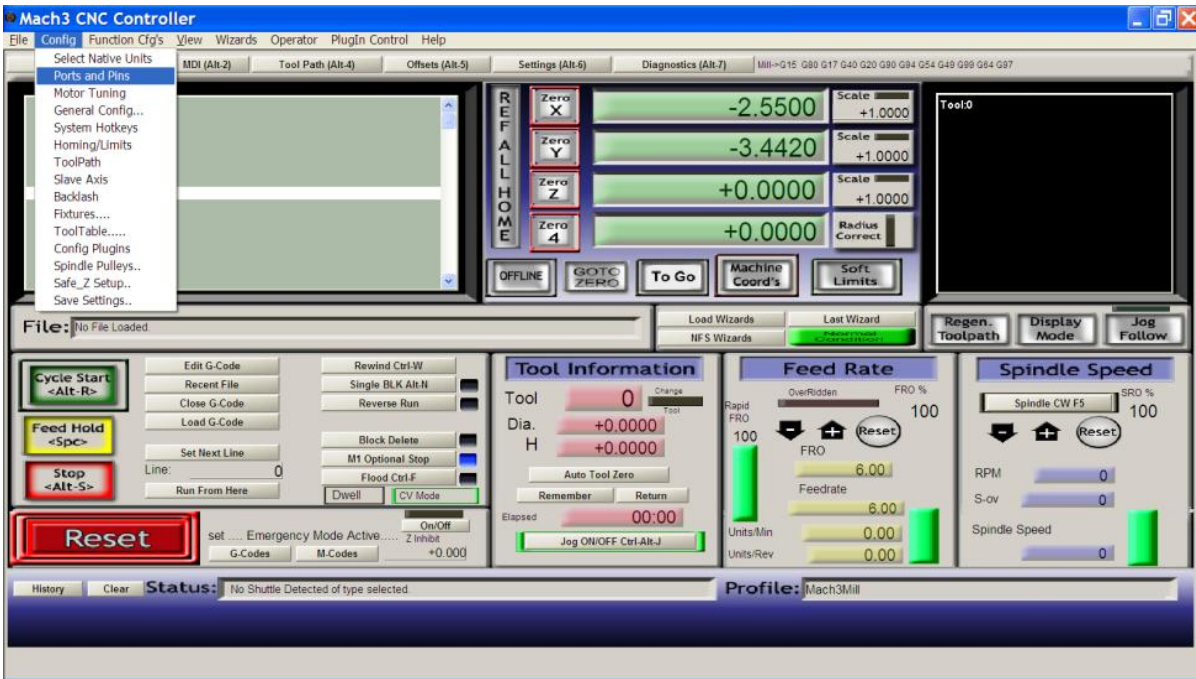 Mach3 CNC Controller
File Config Function Cfg's View Wizards Operator PlugIn Control Help
Select Native Units
Ports and Pins
Motor Tuning
General Config...
System Hotkeys
Homing/Limits
ToolPath
Slave Axis
Backlash
Fixtures....
ToolTable.....
Config Plugins
Spindle Pulleys..
Safe_Z Setup..
Save Settings..
MDI (Alt-2) Tool Path (Alt-4) Offsets (Alt-5) Settings (Alt-6) Diagnostics (Alt-7) Mill->G15 G80 G17 G40 G20 G90 G94 G54 G49 G99 G64 G97
REF ALL HOME
Zero X -2.5500 Scale +1.0000
Zero Y -3.4420 Scale +1.0000
Zero Z +0.0000 Scale +1.0000
Zero 4 +0.0000 Radius Correct
OFFLINE GOTO ZERO To Go Machine Coord's Soft Limits
Tool:0
File: No File Loaded.
Load Wizards Last Wizard
NFS Wizards Normal Condition
Regen. Toolpath Display Mode Jog Follow
Cycle Start <Alt-R>
Feed Hold <Spc>
Stop <Alt-S>
Edit G-Code Rewind Ctrl-W
Recent File Single BLK Alt-N
Close G-Code Reverse Run
Load G-Code
Block Delete
Set Next Line M1 Optional Stop
Line: 0 Flood Ctrl-F
Run From Here Dwell CV Mode
Reset
set .... Emergency Mode Active.....
G-Codes M-Codes
On/Off
Z Inhibit
+0.000
Tool Information
Tool 0 Change Tool
Dia. +0.0000
H +0.0000
Auto Tool Zero
Remember Return
Elapsed 00:00
Jog ON/OFF Ctrl-Alt-J
Feed Rate
OverRidden FRO %
Rapid FRO 100
100 Reset
FRO
6.00
Feedrate
6.00
Units/Min 0.00
Units/Rev 0.00
Spindle Speed
Spindle CW F5 SRO %
100
Reset
RPM 0
S-ov 0
Spindle Speed
0
History Clear Status: No Shuttle Detected of type selected. Profile: Mach3Mill